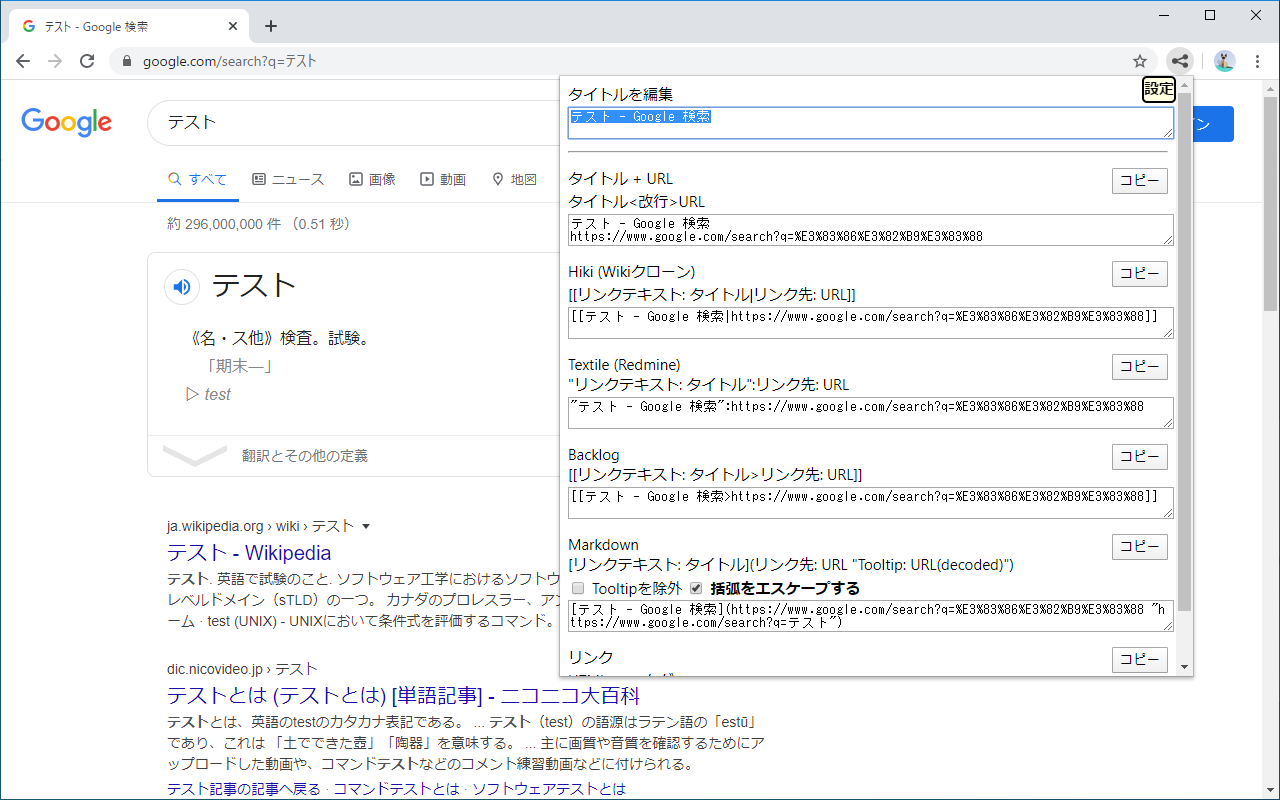 テスト - Google 検索
google.com/search?q=テスト
Google
テスト
イン
すべて
ニュース
画像
動画
地図
約 296,000,000 件 （0.51 秒）
テスト
《名・ス他》検査。試験。
「期末―」
▷ test
翻訳とその他の定義
ja.wikipedia.org › wiki › テスト
テスト - Wikipedia
テスト. 英語で試験のこと. ソフトウェア工学におけるソフトウ
レベルドメイン（sTLD）の一つ。 カナダのプロレスラー、アン
ーム · test (UNIX) - UNIXにおいて条件式を評価するコマンド。
dic.nicovideo.jp › テスト
テストとは (テストとは) [単語記事] - ニコニコ大百科
テストとは、英語のtestのカタカナ表記である。 ... テスト（test）の語源はラテン語の「estū」
であり、これは 「土でできた壺」「陶器」を意味する。 ... 主に画質や音質を確認するためにア
ップロードした動画や、コマンドテストなどのコメント練習動画などに付けられる。
テスト記事の記事へ戻る · コマンドテストとは · ソフトウェアテストとは
タイトルを編集
設定
テスト - Google 検索
タイトル + URL
コピー
タイトル<改行>URL
テスト - Google 検索
https://www.google.com/search?q=%E3%83%86%E3%82%B9%E3%83%88
Hiki (Wikiクローン)
コピー
[[リンクテキスト: タイトル|リンク先: URL]]
[[テスト - Google 検索|https://www.google.com/search?q=%E3%83%86%E3%82%B9%E3%83%88]]
Textile (Redmine)
コピー
"リンクテキスト: タイトル":リンク先: URL
"テスト - Google 検索":https://www.google.com/search?q=%E3%83%86%E3%82%B9%E3%83%88
Backlog
コピー
[[リンクテキスト: タイトル>リンク先: URL]]
[[テスト - Google 検索>https://www.google.com/search?q=%E3%83%86%E3%82%B9%E3%83%88]]
Markdown
コピー
[リンクテキスト: タイトル](リンク先: URL "Tooltip: URL(decoded)")
Tooltipを除外 括弧をエスケープする
[テスト - Google 検索](https://www.google.com/search?q=%E3%83%86%E3%82%B9%E3%83%88 "h
ttps://www.google.com/search?q=テスト")
リンク
コピー